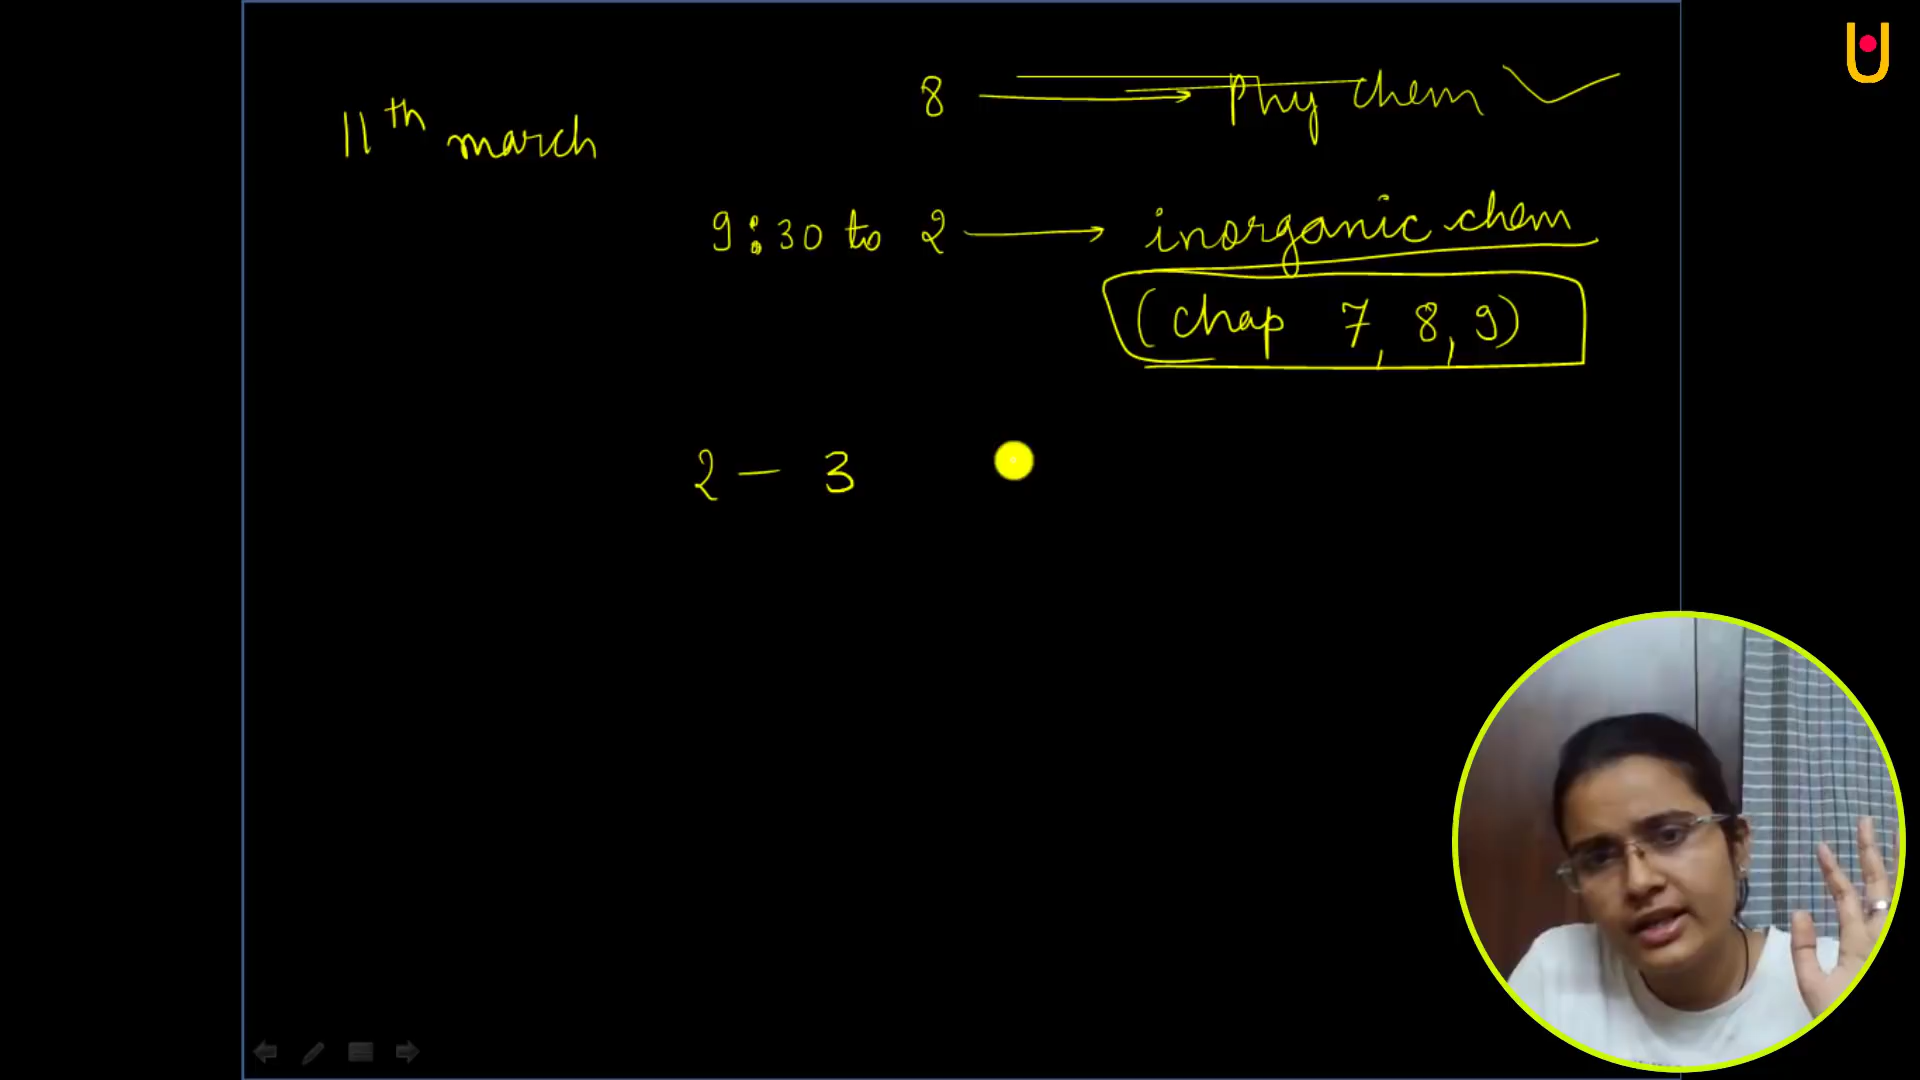 11th march
8 → Phy chem ✓
9:30 to 2 → inorganic chem
(chap 7, 8, 9)
2 – 3